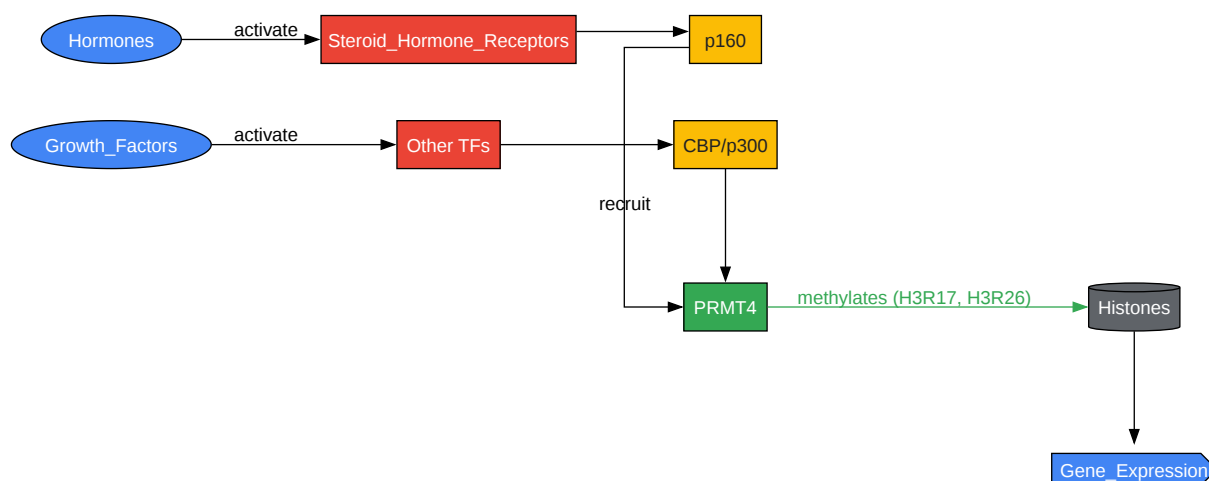 Hormones
activate
Steroid_Hormone_Receptors
p160
Growth_Factors
activate
Other TFs
CBP/p300
recruit
PRMT4
methylates (H3R17, H3R26)
Histones
Gene_Expression